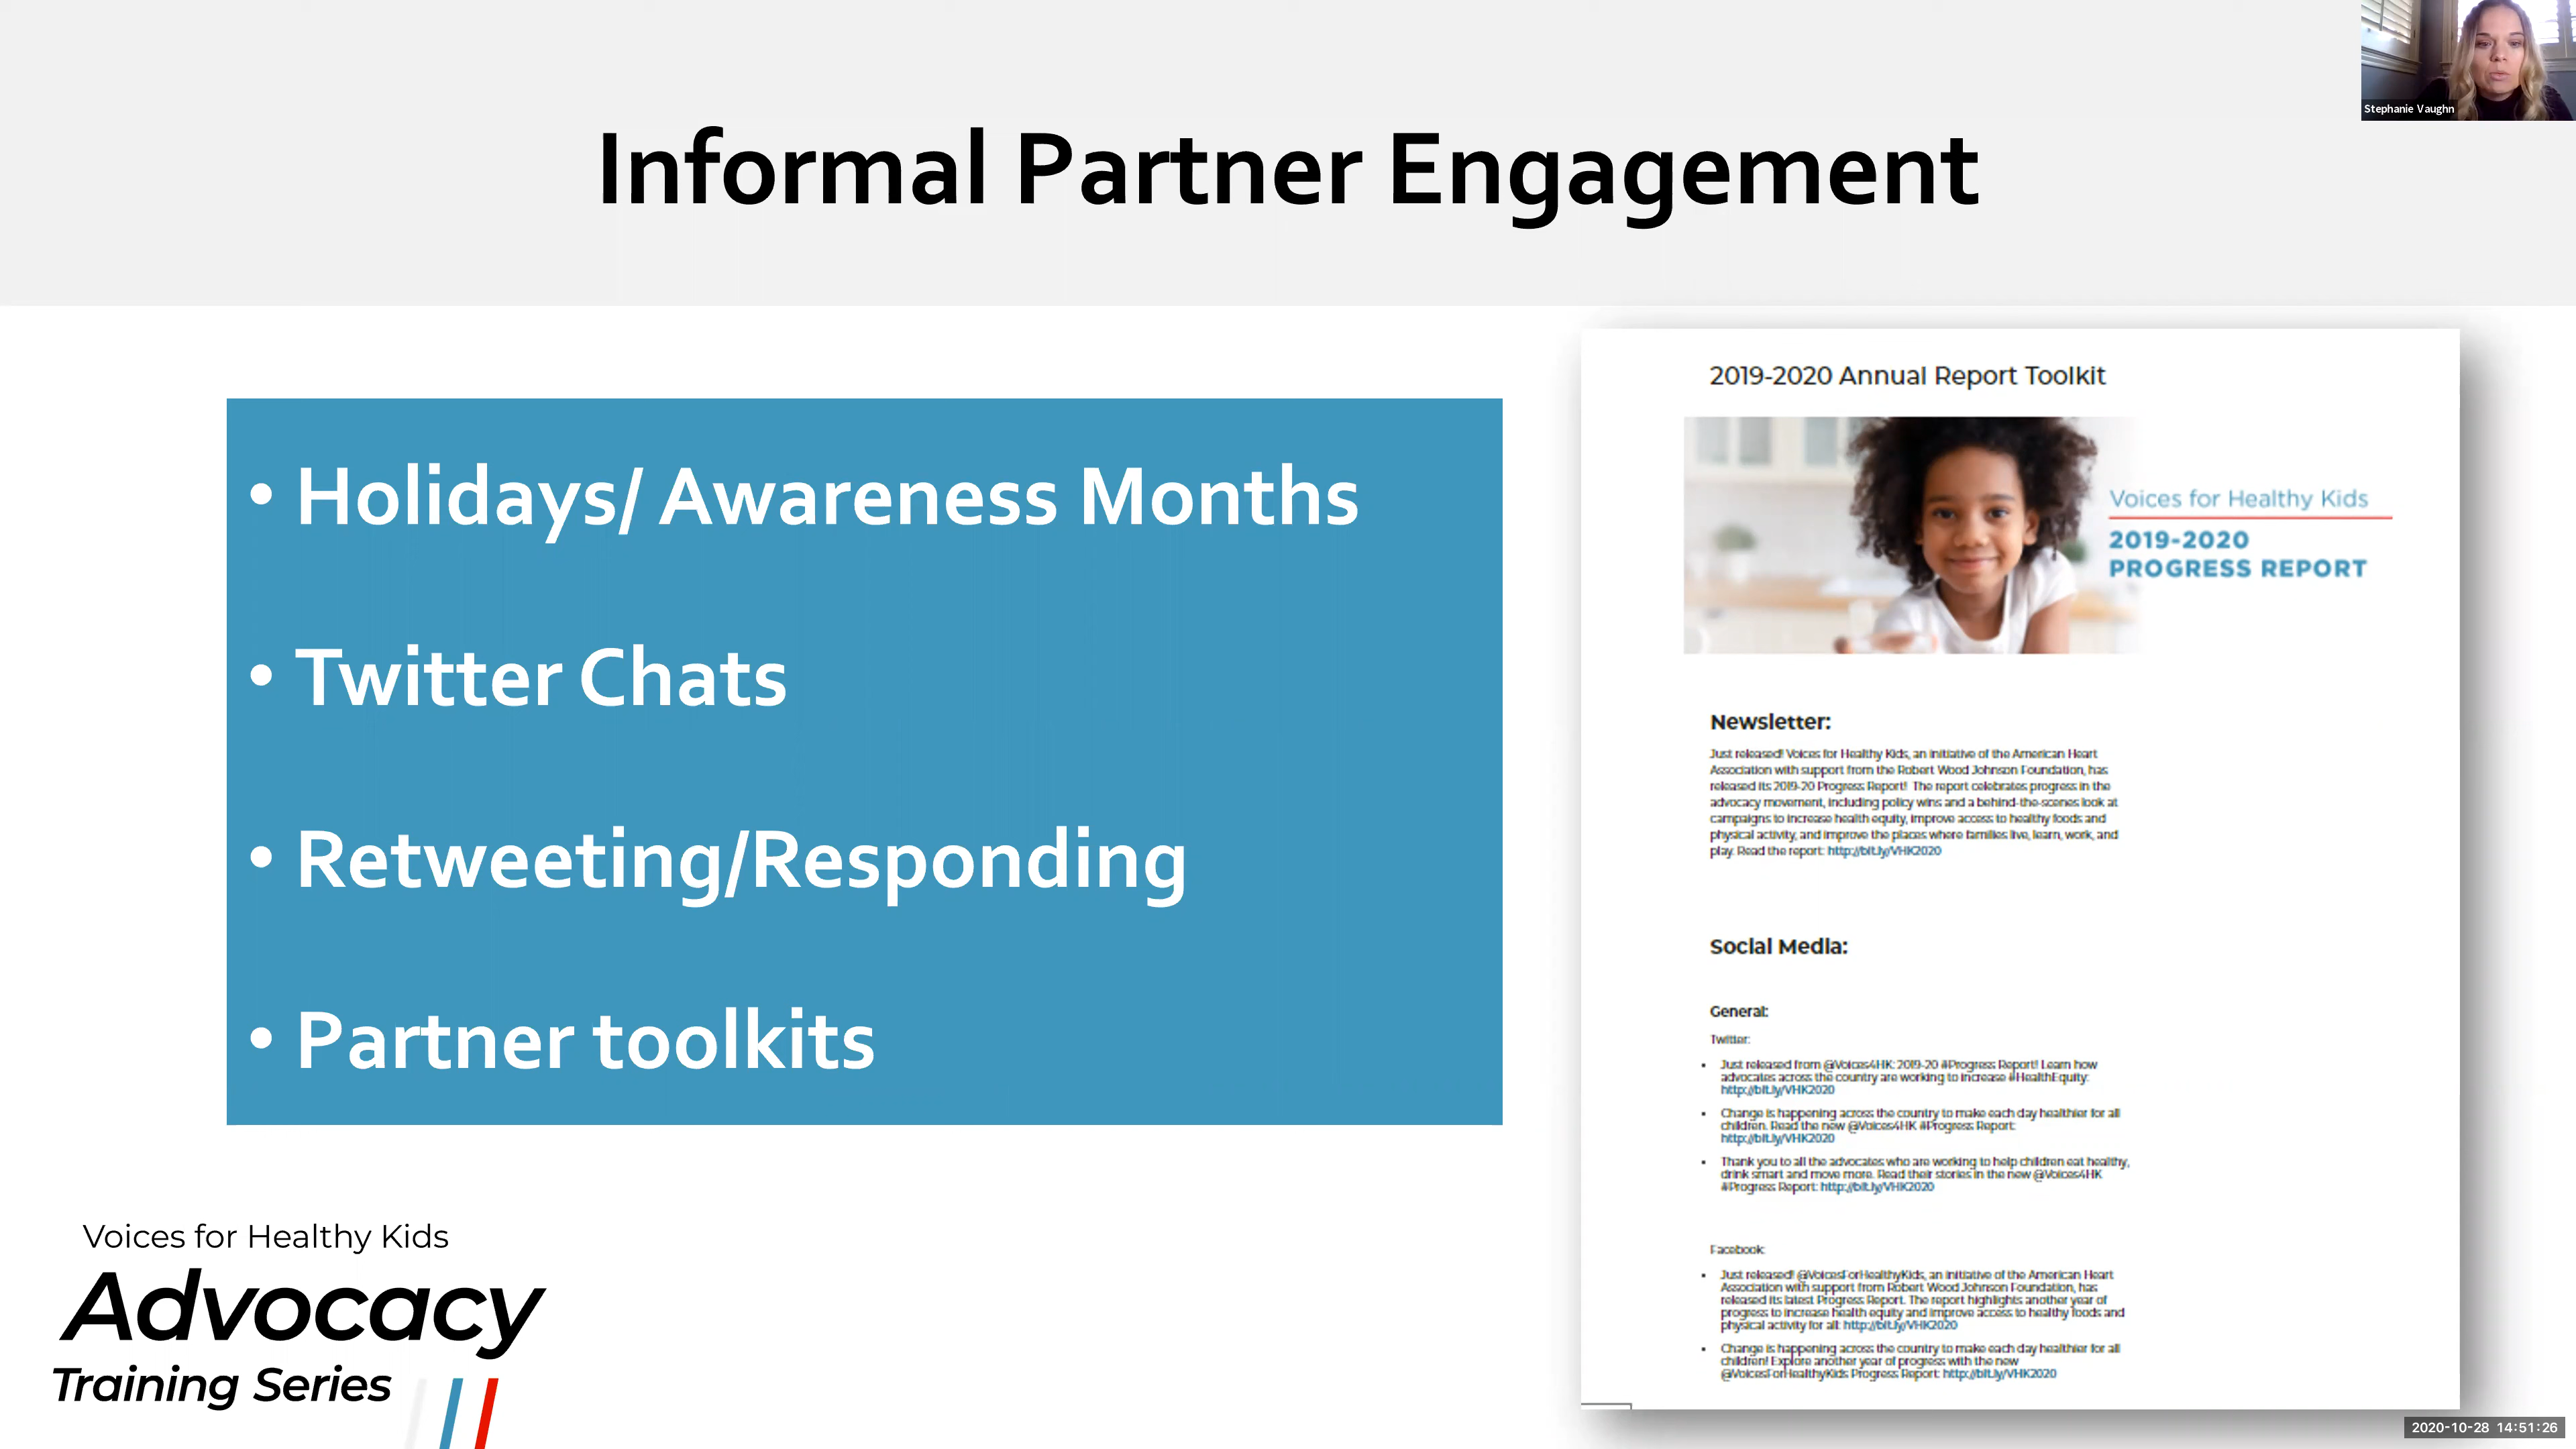 Stephanie Vaughn
Informal Partner Engagement
• Holidays/ Awareness Months
• Twitter Chats
• Retweeting/Responding
• Partner toolkits
2019-2020 Annual Report Toolkit
Voices for Healthy Kids
2019-2020
PROGRESS REPORT
Newsletter:
Just released! Voices for Healthy Kids, an initiative of the American Heart
Association with support from the Robert Wood Johnson Foundation, has
released its 2019-20 Progress Report! The report celebrates progress in the
advocacy movement, including policy wins and a behind-the-scenes look at
campaigns to increase health equity, improve access to healthy foods and
physical activity, and improve the places where families live, learn, work, and
play. Read the report: http://bit.ly/VHK2020
Social Media:
General:
Twitter:
• Just released from @Voices4HK: 2019-20 #Progress Report! Learn how
advocates across the country are working to increase #HealthEquity:
http://bit.ly/VHK2020
• Change is happening across the country to make each day healthier for all
children. Read the new @Voices4HK #Progress Report:
http://bit.ly/VHK2020
• Thank you to all the advocates who are working to help children eat healthy,
drink smart and move more. Read their stories in the new @Voices4HK
#Progress Report: http://bit.ly/VHK2020
Facebook:
• Just released! @VoicesForHealthyKids, an initiative of the American Heart
Association with support from Robert Wood Johnson Foundation, has
released its latest Progress Report. The report highlights another year of
progress to increase health equity and improve access to healthy foods and
physical activity for all: http://bit.ly/VHK2020
• Change is happening across the country to make each day healthier for all
children! Explore another year of progress with the new
@VoicesForHealthyKids Progress Report: http://bit.ly/VHK2020
Voices for Healthy Kids
Advocacy
Training Series
2020-10-28 14:51:26